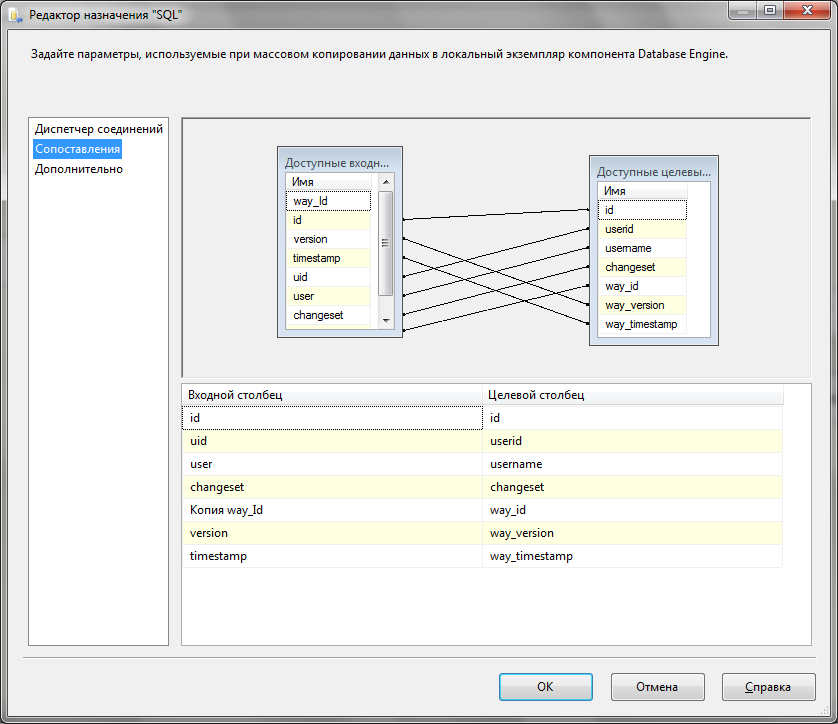 Редактор назначения "SQL"
Задайте параметры, используемые при массовом копировании данных в локальный экземпляр компонента Database Engine.
Диспетчер соединений
Сопоставления
Дополнительно
Доступные входн...
Имя
way_Id
id
version
timestamp
uid
user
changeset
Доступные целевы...
Имя
id
userid
username
changeset
way_id
way_version
way_timestamp
Входной столбец Целевой столбец
id id
uid userid
user username
changeset changeset
Копия way_Id way_id
version way_version
timestamp way_timestamp
OK Отмена Справка